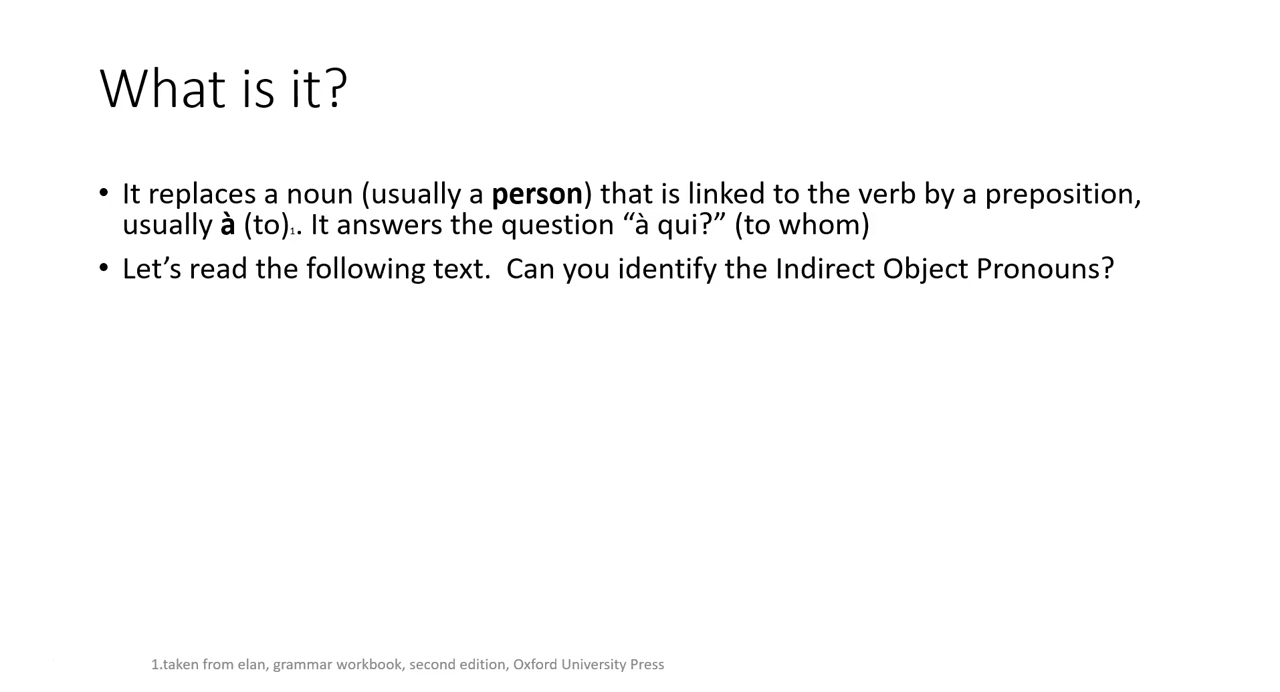 What is it?
• It replaces a noun (usually a person) that is linked to the verb by a preposition,
usually à (to)1. It answers the question “à qui?” (to whom)
• Let’s read the following text.  Can you identify the Indirect Object Pronouns?
1.taken from elan, grammar workbook, second edition, Oxford University Press